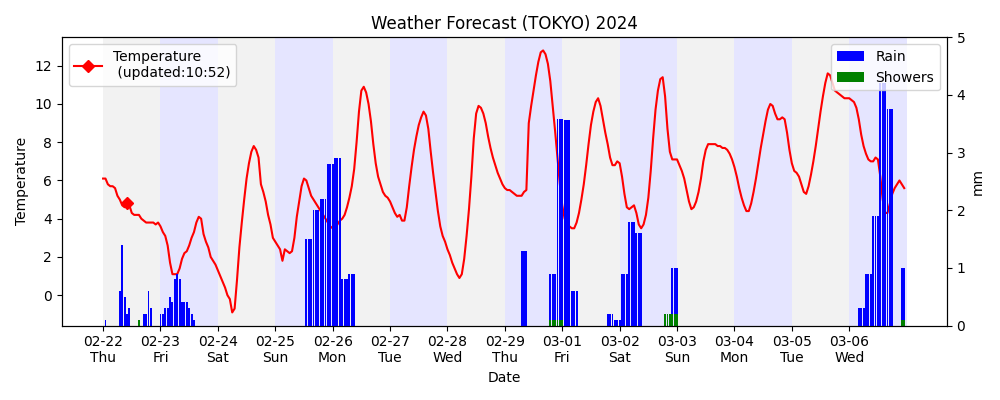 Weather Forecast (TOKYO) 2024
Temperature
(updated:10:52)
Rain
Showers
Temperature
12
10
8
6
4
2
0
5
4
3
2
1
0
mm
02-22 02-23 02-24 02-25 02-26 02-27 02-28 02-29 03-01 03-02 03-03 03-04 03-05 03-06
Thu Fri Sat Sun Mon Tue Wed Thu Fri Sat Sun Mon Tue Wed
Date